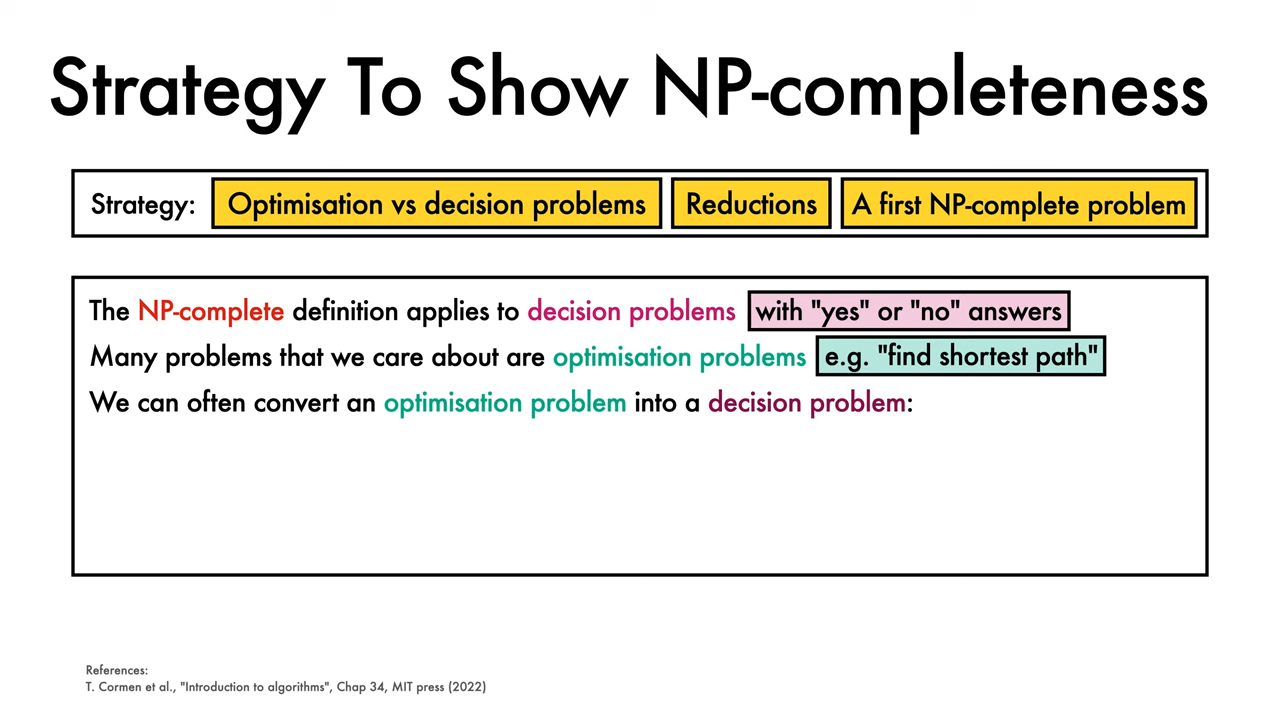 Strategy To Show NP-completeness
Strategy: Optimisation vs decision problems Reductions A first NP-complete problem
The NP-complete definition applies to decision problems with "yes" or "no" answers
Many problems that we care about are optimisation problems e.g. "find shortest path"
We can often convert an optimisation problem into a decision problem:
References:
T. Cormen et al., "Introduction to algorithms", Chap 34, MIT press (2022)